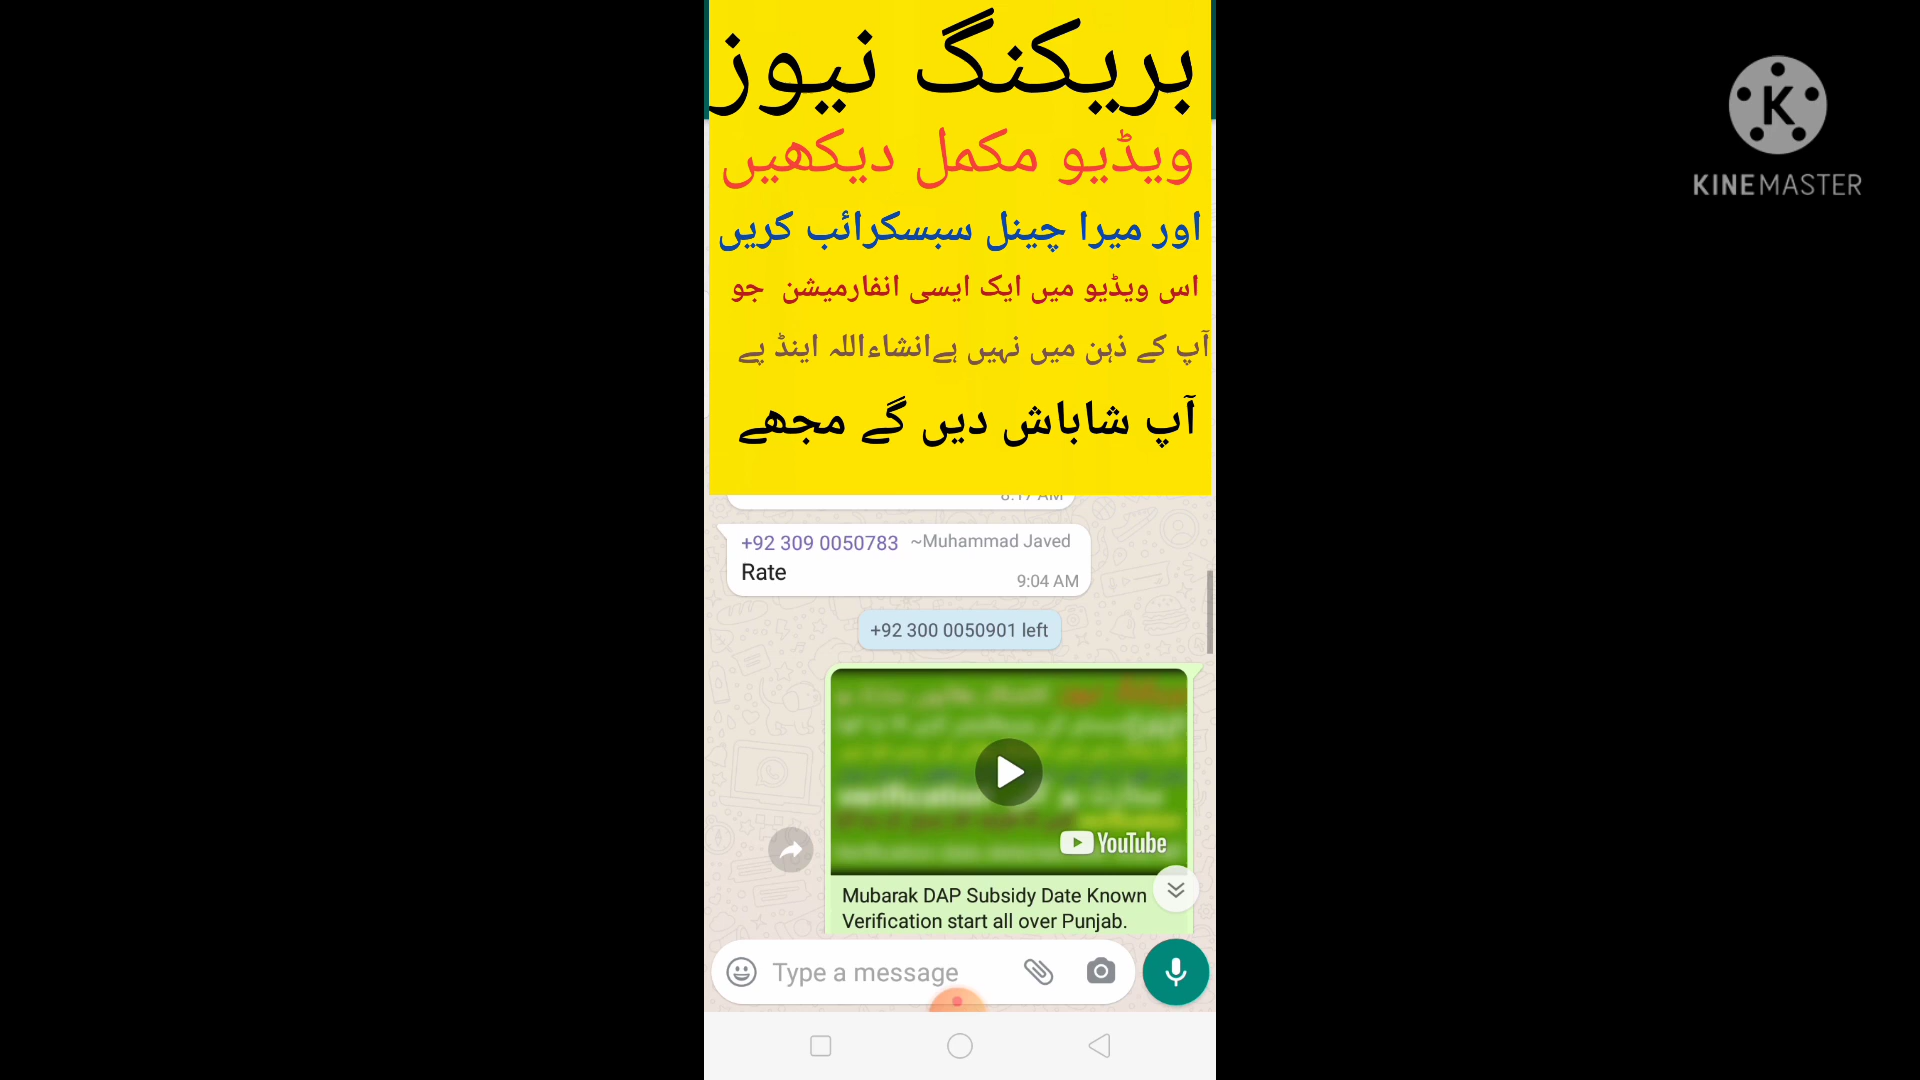 بریکنگ نیوز
ویڈیو مکمل دیکھیں
اور میرا چینل سبسکرائب کریں
اس ویڈیو میں ایک ایسی انفارمیشن جو
آپ کے ذہن میں نہیں ہےانشاءاللہ اینڈ پے
آپ شاباش دیں گے مجھے
KINEMASTER
8:17 AM
+92 309 0050783 ~Muhammad Javed
Rate
9:04 AM
+92 300 0050901 left
YouTube
Mubarak DAP Subsidy Date Known
Verification start all over Punjab.
Type a message